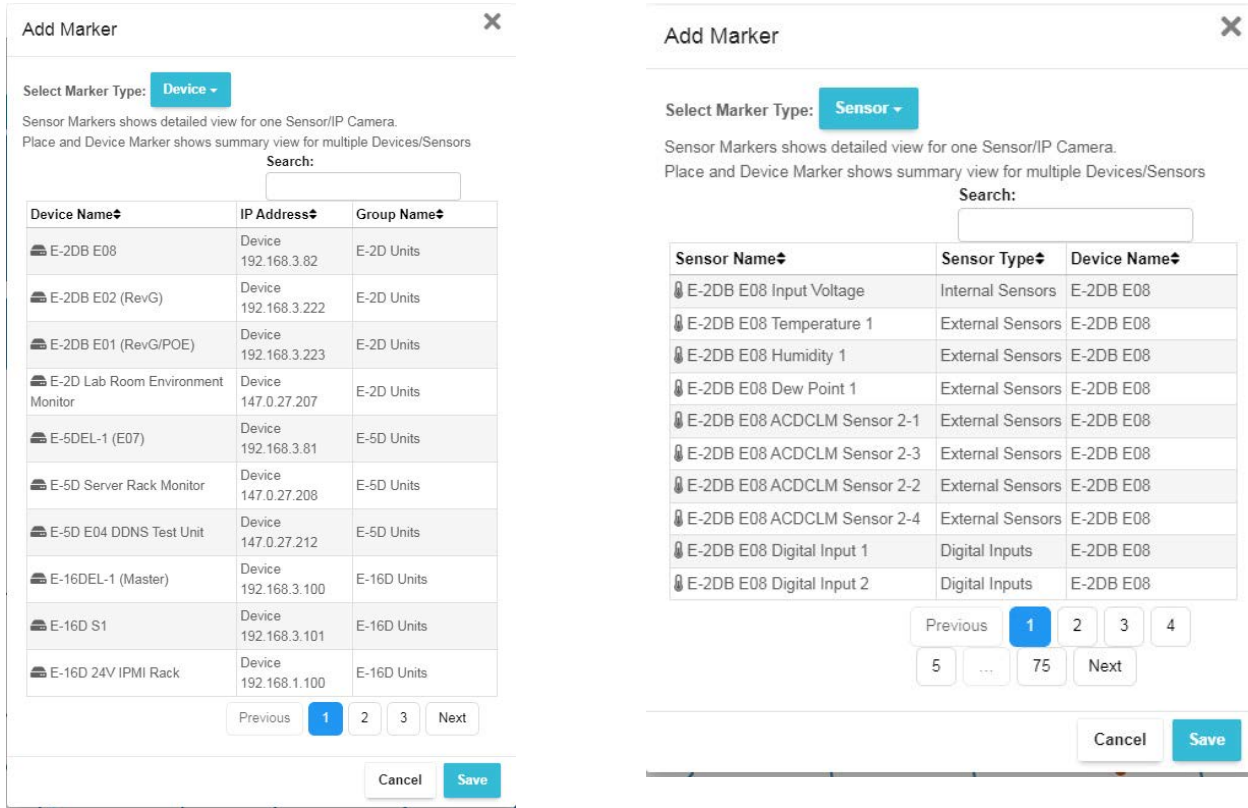 Add Marker
Select Marker Type: Device
Sensor Markers shows detailed view for one Sensor/IP Camera.
Place and Device Marker shows summary view for multiple Devices/Sensors
Search:
Device Name IP Address Group Name
E-2DB E08 Device 192.168.3.82 E-2D Units
E-2DB E02 (RevG) Device 192.168.3.222 E-2D Units
E-2DB E01 (RevG/POE) Device 192.168.3.223 E-2D Units
E-2D Lab Room Environment Monitor Device 147.0.27.207 E-2D Units
E-5DEL-1 (E07) Device 192.168.3.81 E-5D Units
E-5D Server Rack Monitor Device 147.0.27.208 E-5D Units
E-5D E04 DDNS Test Unit Device 147.0.27.212 E-5D Units
E-16DEL-1 (Master) Device 192.168.3.100 E-16D Units
E-16D S1 Device 192.168.3.101 E-16D Units
E-16D 24V IPMI Rack Device 192.168.1.100 E-16D Units
Previous 1 2 3 Next
Cancel Save
Add Marker
Select Marker Type: Sensor
Sensor Markers shows detailed view for one Sensor/IP Camera.
Place and Device Marker shows summary view for multiple Devices/Sensors
Search:
Sensor Name Sensor Type Device Name
E-2DB E08 Input Voltage Internal Sensors E-2DB E08
E-2DB E08 Temperature 1 External Sensors E-2DB E08
E-2DB E08 Humidity 1 External Sensors E-2DB E08
E-2DB E08 Dew Point 1 External Sensors E-2DB E08
E-2DB E08 ACDCLM Sensor 2-1 External Sensors E-2DB E08
E-2DB E08 ACDCLM Sensor 2-3 External Sensors E-2DB E08
E-2DB E08 ACDCLM Sensor 2-2 External Sensors E-2DB E08
E-2DB E08 ACDCLM Sensor 2-4 External Sensors E-2DB E08
E-2DB E08 Digital Input 1 Digital Inputs E-2DB E08
E-2DB E08 Digital Input 2 Digital Inputs E-2DB E08
Previous 1 2 3 4
5 ... 75 Next
Cancel Save